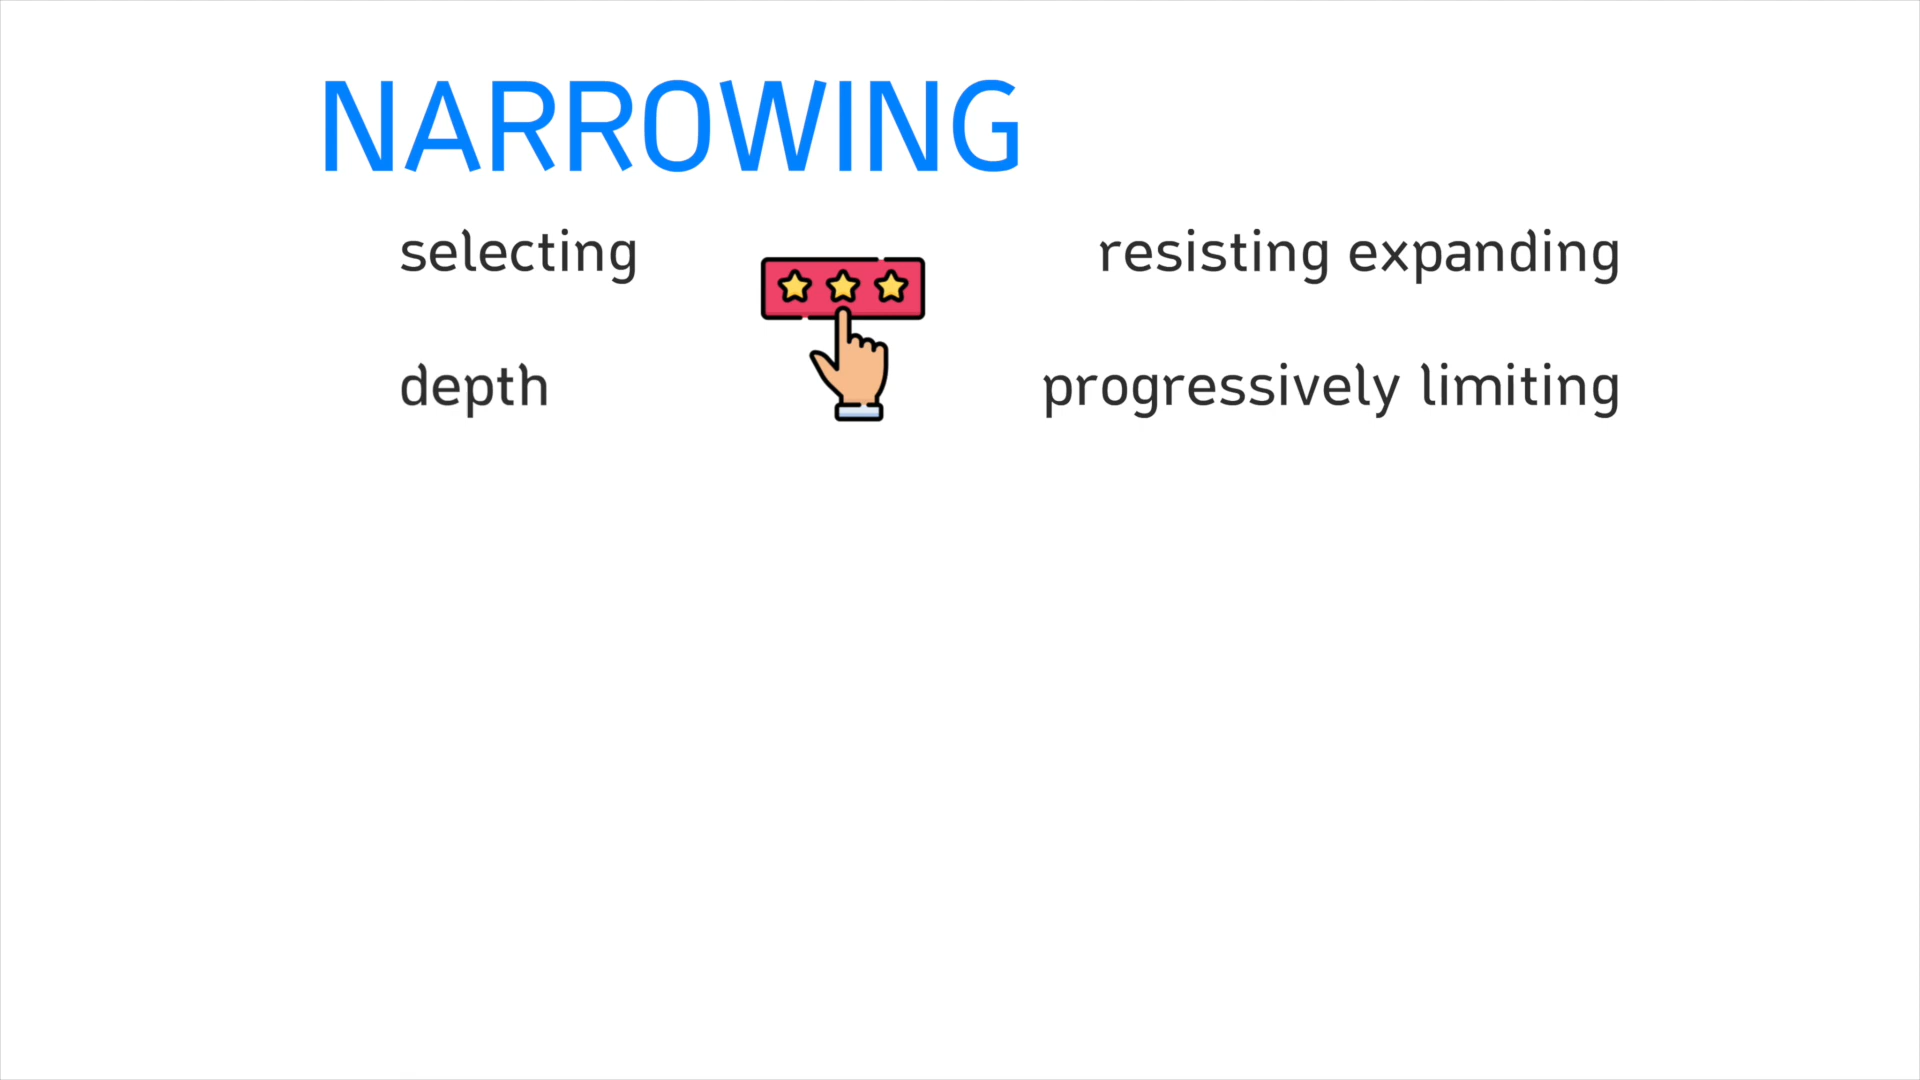 NARROWING
selecting
resisting expanding
depth
progressively limiting